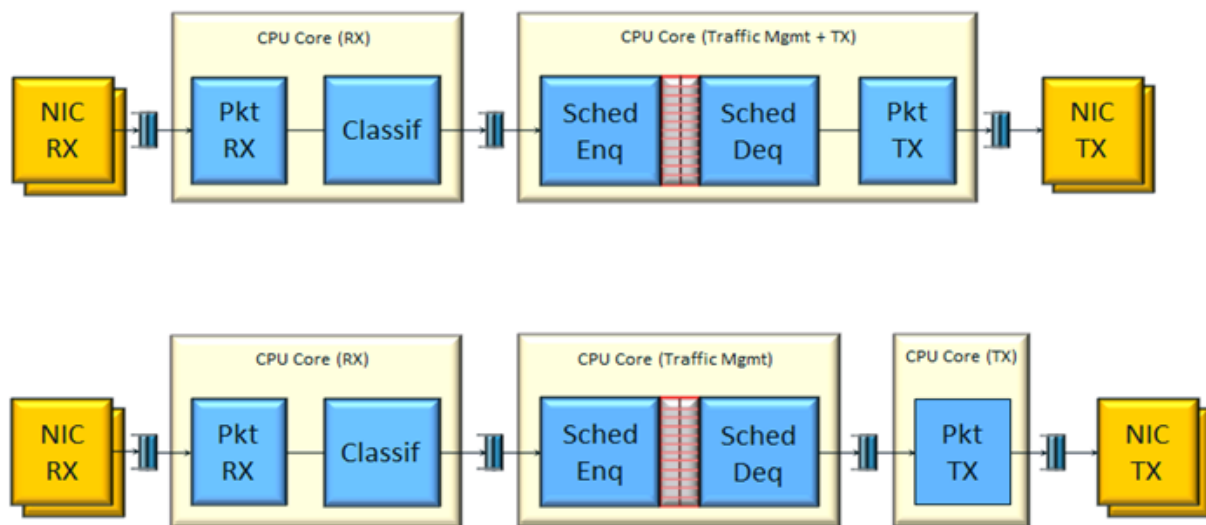 CPU Core (RX)
CPU Core (Traffic Mgmt + TX)
NIC
RX
Pkt
RX
Classif
Sched
Enq
Sched
Deq
Pkt
TX
NIC
TX
CPU Core (RX)
CPU Core (Traffic Mgmt)
CPU Core (TX)
NIC
RX
Pkt
RX
Classif
Sched
Enq
Sched
Deq
Pkt
TX
NIC
TX